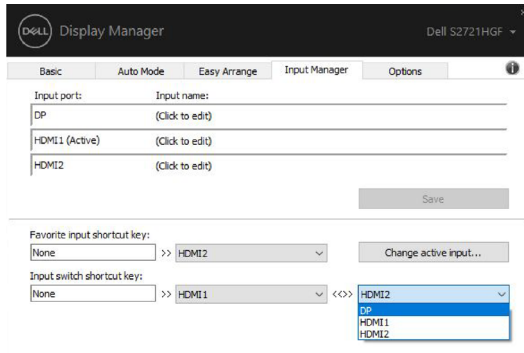 DELL Display Manager Dell S2721HGF
Basic Auto Mode Easy Arrange Input Manager Options
Input port: Input name:
DP (Click to edit)
HDMI1 (Active) (Click to edit)
HDMI2 (Click to edit)
Save
Favorite input shortcut key:
None >> HDMI2 Change active input...
Input switch shortcut key:
None >> HDMI1 <<>> HDMI2
DP
HDMI1
HDMI2